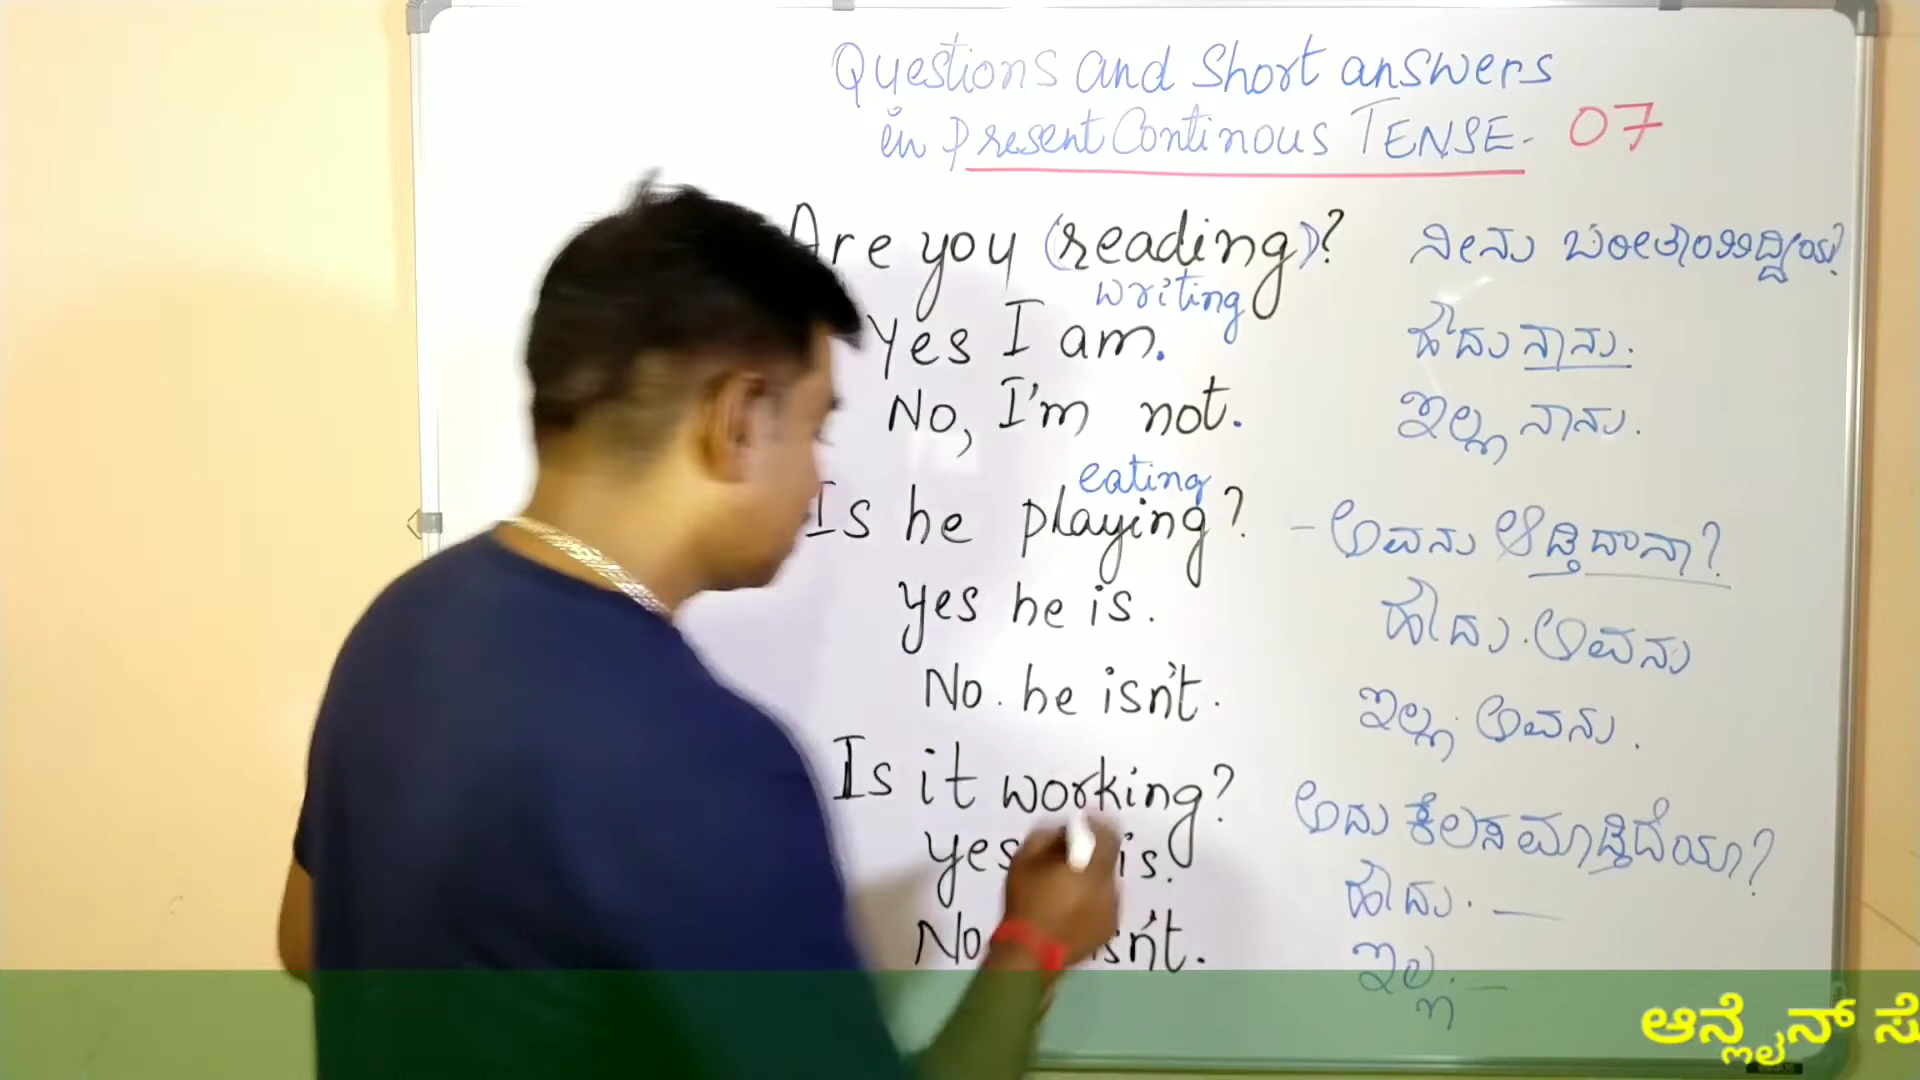 Questions and Short answers
in Present Continous TENSE- 07
Are you (reading)? ನೀನು
writing
Yes I am. ಹೌದು ನಾನು.
No, I'm not. ಇಲ್ಲ ನಾನು.
eating
Is he playing? - ಅವನು ಆಡ್ತಿದಾನಾ?
yes he is. ಹೌದು. ಅವನು
No. he isn't. ಇಲ್ಲ. ಅವನು.
Is it working? ಅದು ಕೆಲಸ ಮಾಡ್ತಿದೆಯಾ?
yes is. ಹೌದು. —
No isn't. ಇಲ್ಲ. —
ಆನ್ಲೈನ್ ಸೆ